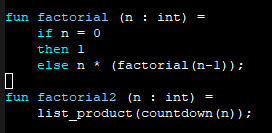 fun factorial (n : int) =
if n = 0
then 1
else n * (factorial(n-1));
fun factorial2 (n : int) =
list_product(countdown(n));